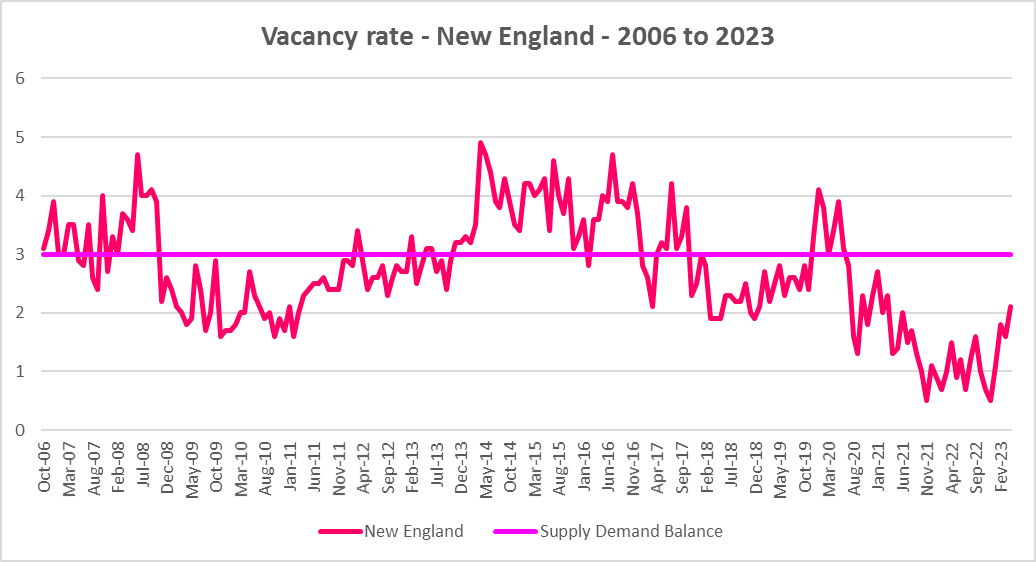 Vacancy rate - New England - 2006 to 2023
6
5
4
3
2
1
0
Oct-06 Mar-07 Aug-07 Feb-08 Jul-08 Dec-08 May-09 Oct-09 Mar-10 Aug-10 Jan-11 Jun-11 Nov-11 Apr-12 Sep-12 Feb-13 Jul-13 Dec-13 May-14 Oct-14 Mar-15 Aug-15 Jan-16 Jun-16 Nov-16 Apr-17 Sep-17 Feb-18 Jul-18 Dec-18 May-19 Oct-19 Mar-20 Aug-20 Jan-21 Jun-21 Nov-21 Apr-22 Sep-22 Fev-23
New England Supply Demand Balance